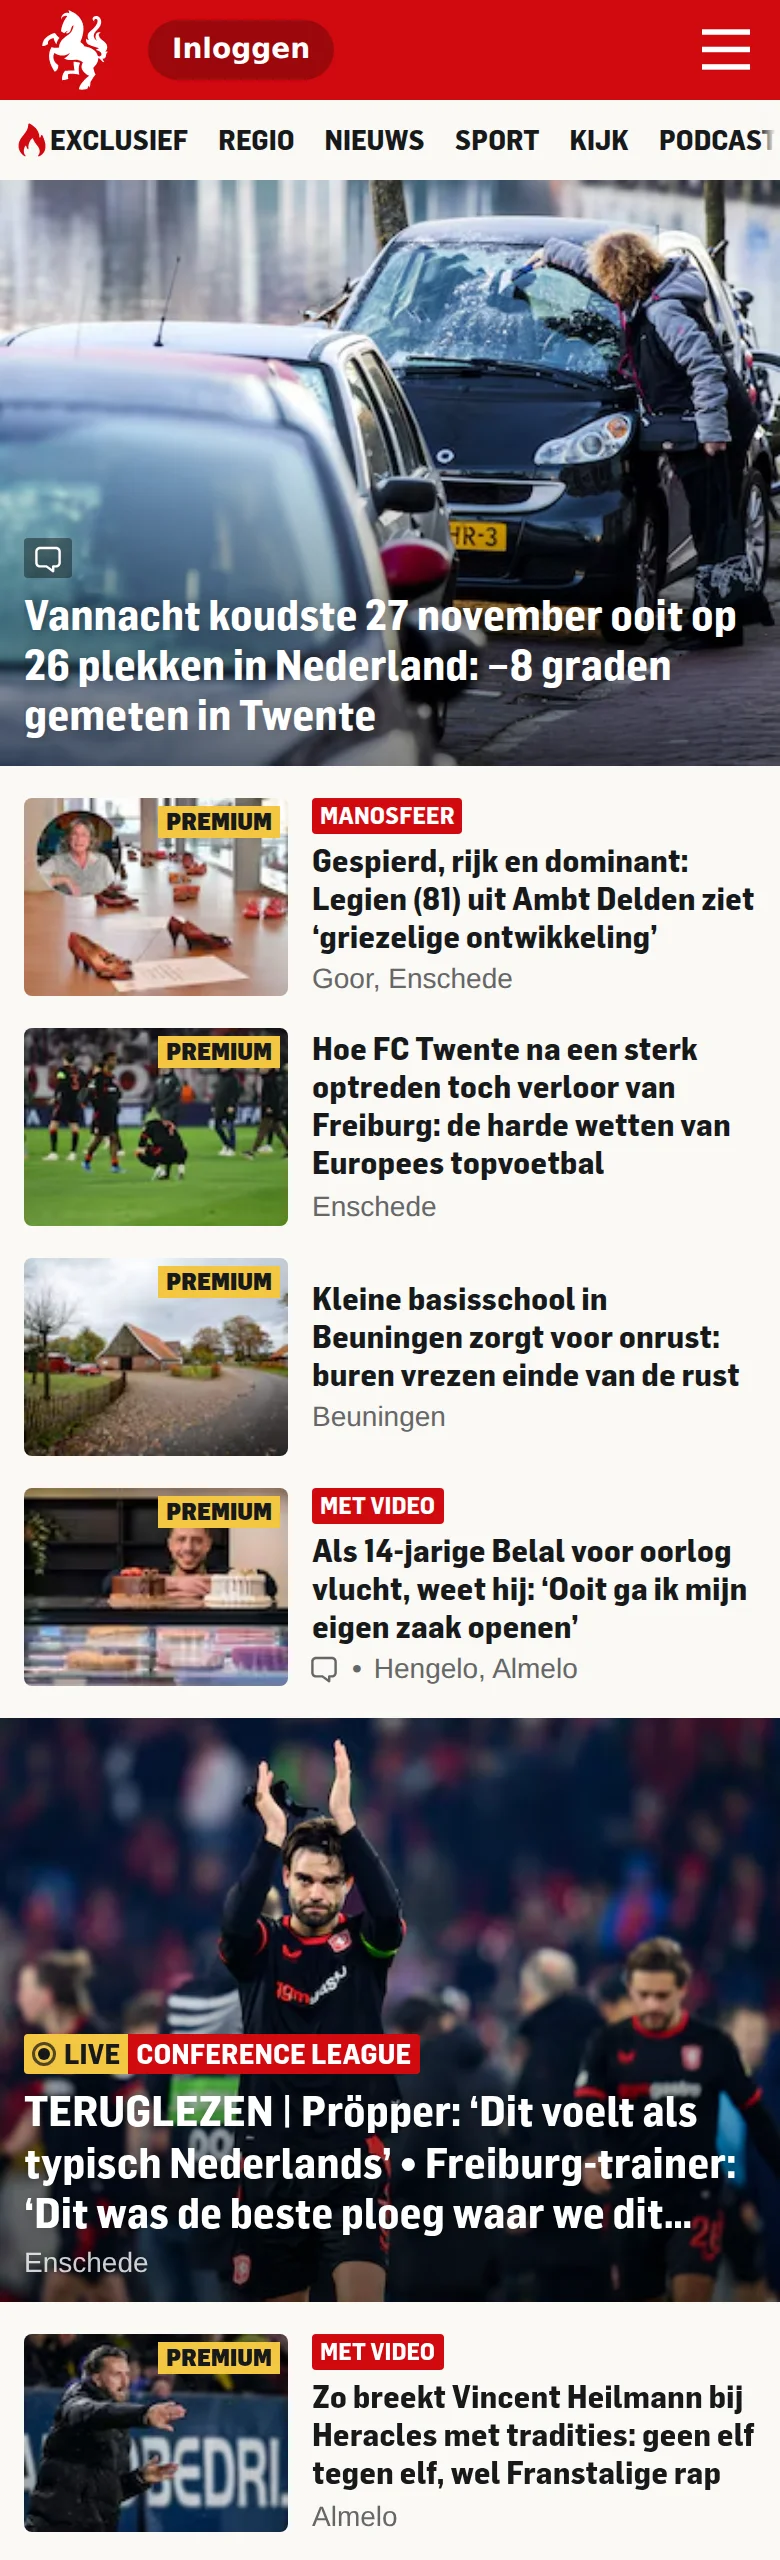 Inloggen
EXCLUSIEF REGIO NIEUWS SPORT KIJK PODCAST
HR-3
Vannacht koudste 27 november ooit op
26 plekken in Nederland: –8 graden
gemeten in Twente
PREMIUM
MANOSFEER
Gespierd, rijk en dominant:
Legien (81) uit Ambt Delden ziet
‘griezelige ontwikkeling’
Goor, Enschede
PREMIUM
Hoe FC Twente na een sterk
optreden toch verloor van
Freiburg: de harde wetten van
Europees topvoetbal
Enschede
PREMIUM
Kleine basisschool in
Beuningen zorgt voor onrust:
buren vrezen einde van de rust
Beuningen
PREMIUM
MET VIDEO
Als 14-jarige Belal voor oorlog
vlucht, weet hij: ‘Ooit ga ik mijn
eigen zaak openen’
• Hengelo, Almelo
LIVE CONFERENCE LEAGUE
TERUGLEZEN | Pröpper: ‘Dit voelt als
typisch Nederlands’ • Freiburg-trainer:
‘Dit was de beste ploeg waar we dit...
Enschede
PREMIUM
BEDRI
MET VIDEO
Zo breekt Vincent Heilmann bij
Heracles met tradities: geen elf
tegen elf, wel Franstalige rap
Almelo